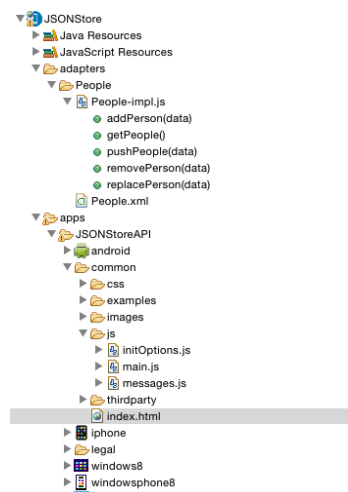 JSONStore
Java Resources
JavaScript Resources
adapters
People
People-impl.js
addPerson(data)
getPeople()
pushPeople(data)
removePerson(data)
replacePerson(data)
People.xml
apps
JSONStoreAPI
android
common
css
examples
images
js
initOptions.js
main.js
messages.js
thirdparty
index.html
iphone
legal
windows8
windowsphone8